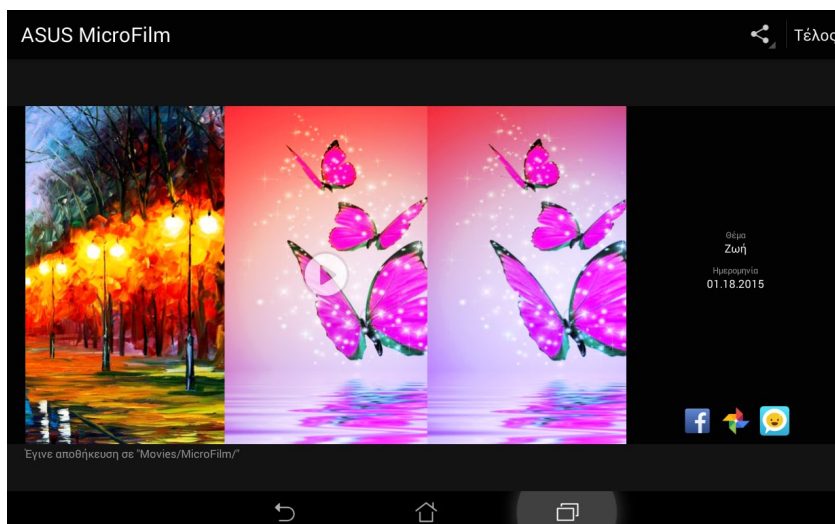 ASUS MicroFilm
Τέλος
Θέμα
Ζωή
Ημερομηνία
01.18.2015
Έγινε αποθήκευση σε "Movies/MicroFilm/"